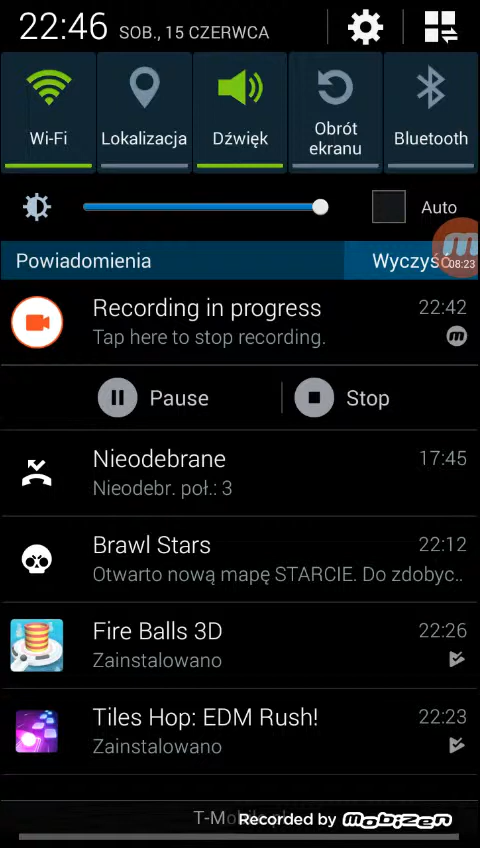 22:46 SOB., 15 CZERWCA
Wi-Fi
Lokalizacja
Dźwięk
Obrót
ekranu
Bluetooth
Auto
Powiadomienia
Wyczyść
08:23
Recording in progress 22:42
Tap here to stop recording.
Pause
Stop
Nieodebrane 17:45
Nieodebr. poł.: 3
Brawl Stars 22:12
Otwarto nową mapę STARCIE. Do zdobyc..
Fire Balls 3D 22:26
Zainstalowano
Tiles Hop: EDM Rush! 22:23
Zainstalowano
Recorded by Mobizen